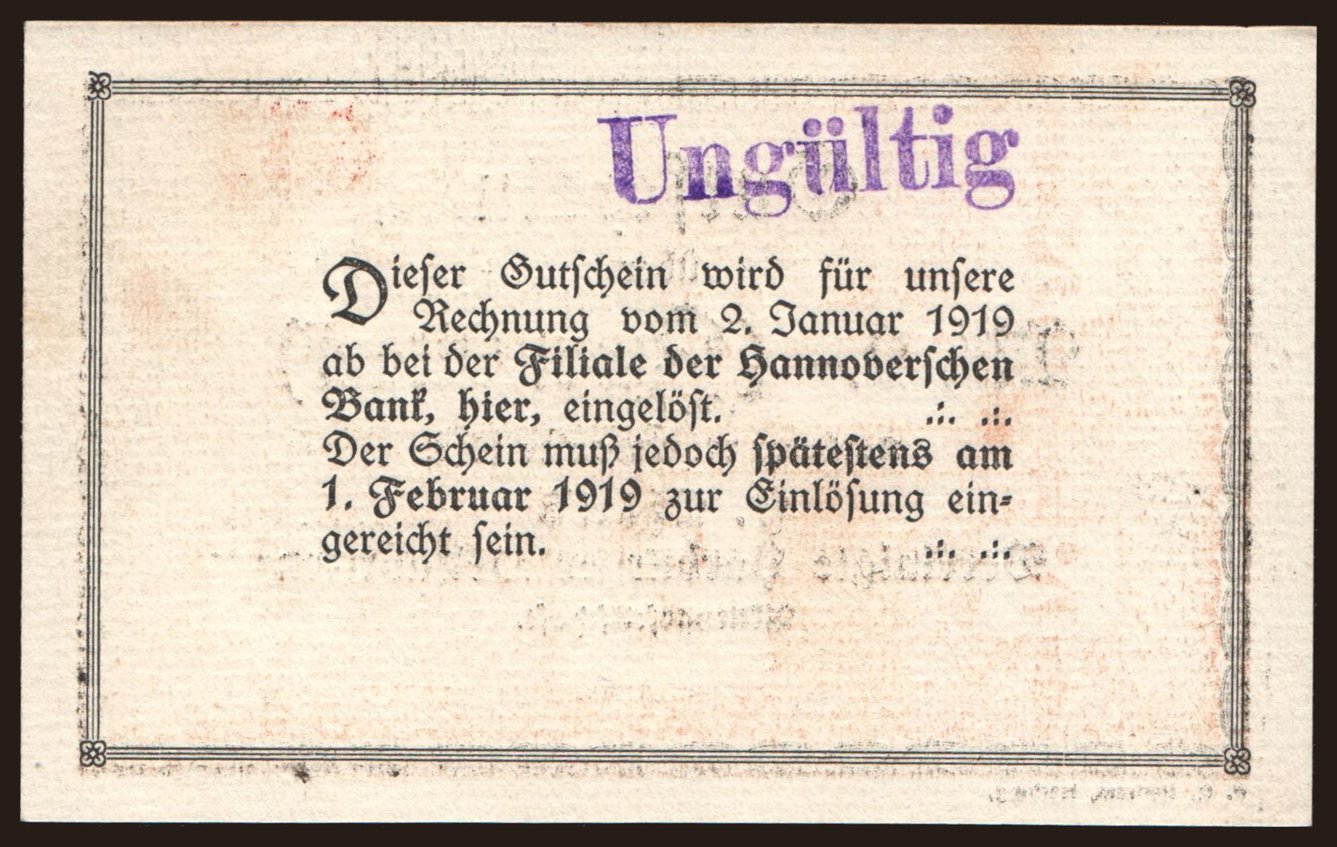 Ungültig
Dieser Gutschein wird für unsere
Rechnung vom 2. Januar 1919
ab bei der Filiale der Hannoverschen
Bank, hier, eingelöst. .:. .:.
Der Schein muß jedoch spätestens am
1. Februar 1919 zur Einlösung ein-
gereicht sein. .:. .:.